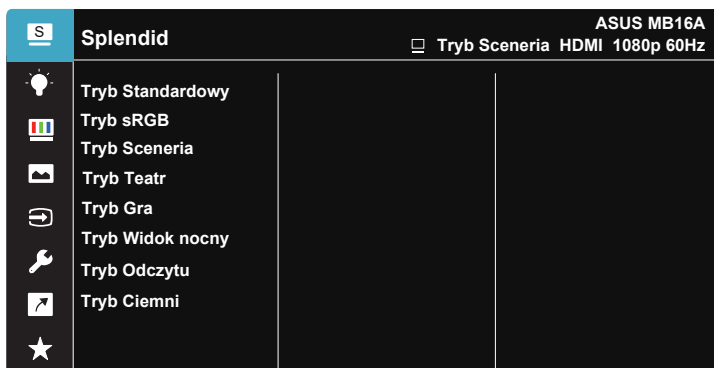 S
Splendid
ASUS MB16A
Tryb Sceneria HDMI 1080p 60Hz
Tryb Standardowy
Tryb sRGB
Tryb Sceneria
Tryb Teatr
Tryb Gra
Tryb Widok nocny
Tryb Odczytu
Tryb Ciemni